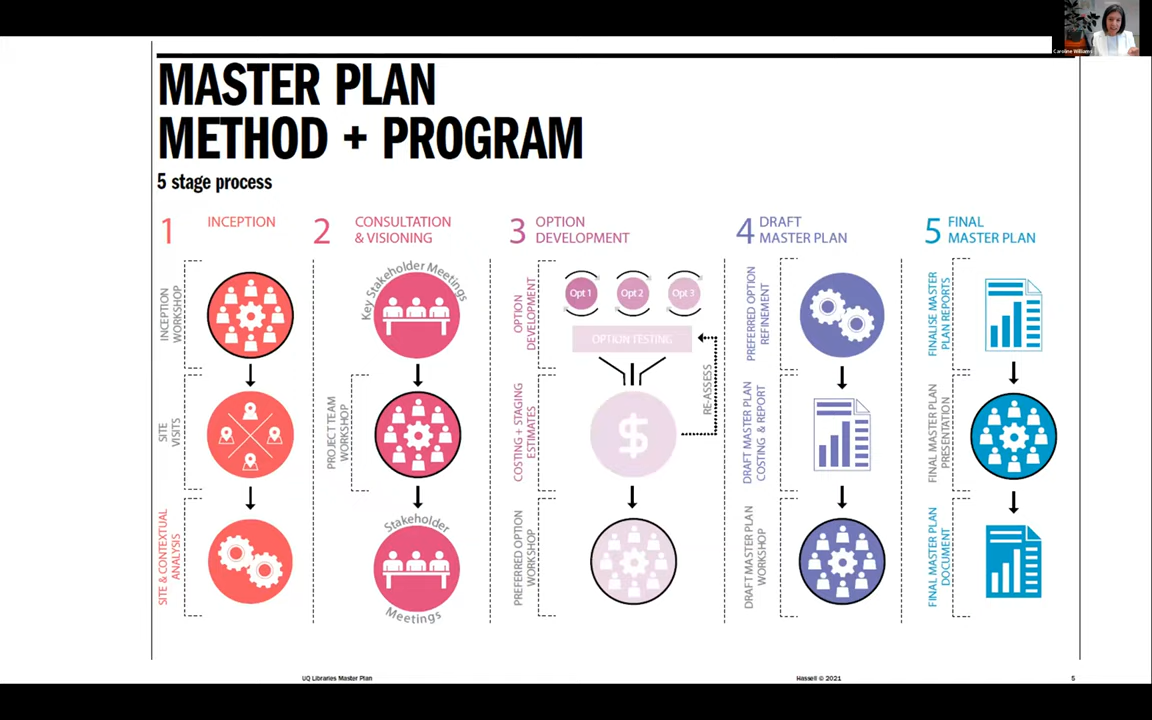 Caroline Williams
MASTER PLAN
METHOD + PROGRAM
5 stage process
1 INCEPTION
INCEPTION
WORKSHOP
SITE
VISITS
SITE & CONTEXTUAL
ANALYSIS
2 CONSULTATION
& VISIONING
Key Stakeholder Meetings
PROJECT TEAM
WORKSHOP
Stakeholder
Meetings
3 OPTION
DEVELOPMENT
OPTION
DEVELOPMENT
Opt 1 Opt 2 Opt 3
OPTION TESTING
COSTING + STAGING
ESTIMATES
$
RE-ASSESS
PREFERRED OPTION
WORKSHOP
4 DRAFT
MASTER PLAN
PREFERRED OPTION
REFINEMENT
DRAFT MASTER PLAN
COSTING & REPORT
DRAFT MASTER PLAN
WORKSHOP
5 FINAL
MASTER PLAN
FINALISE MASTER
PLAN REPORTS
FINAL MASTER PLAN
PRESENTATION
FINAL MASTER PLAN
DOCUMENT
UQ Libraries Master Plan
Hassell © 2021
5